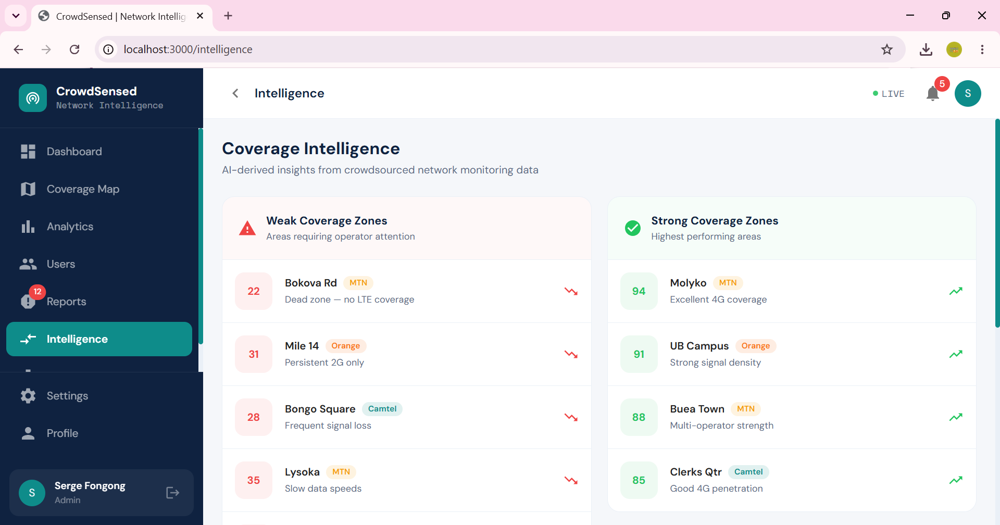 CrowdSensed | Network Intellig
localhost:3000/intelligence
CrowdSensed
Network Intelligence
Dashboard
Coverage Map
Analytics
Users
12
Reports
Intelligence
Settings
Profile
S
Serge Fongong
Admin
Intelligence
LIVE
5
S
Coverage Intelligence
AI-derived insights from crowdsourced network monitoring data
Weak Coverage Zones
Areas requiring operator attention
22
Bokova Rd MTN
Dead zone — no LTE coverage
31
Mile 14 Orange
Persistent 2G only
28
Bongo Square Camtel
Frequent signal loss
35
Lysoka MTN
Slow data speeds
Strong Coverage Zones
Highest performing areas
94
Molyko MTN
Excellent 4G coverage
91
UB Campus Orange
Strong signal density
88
Buea Town MTN
Multi-operator strength
85
Clerks Qtr Camtel
Good 4G penetration